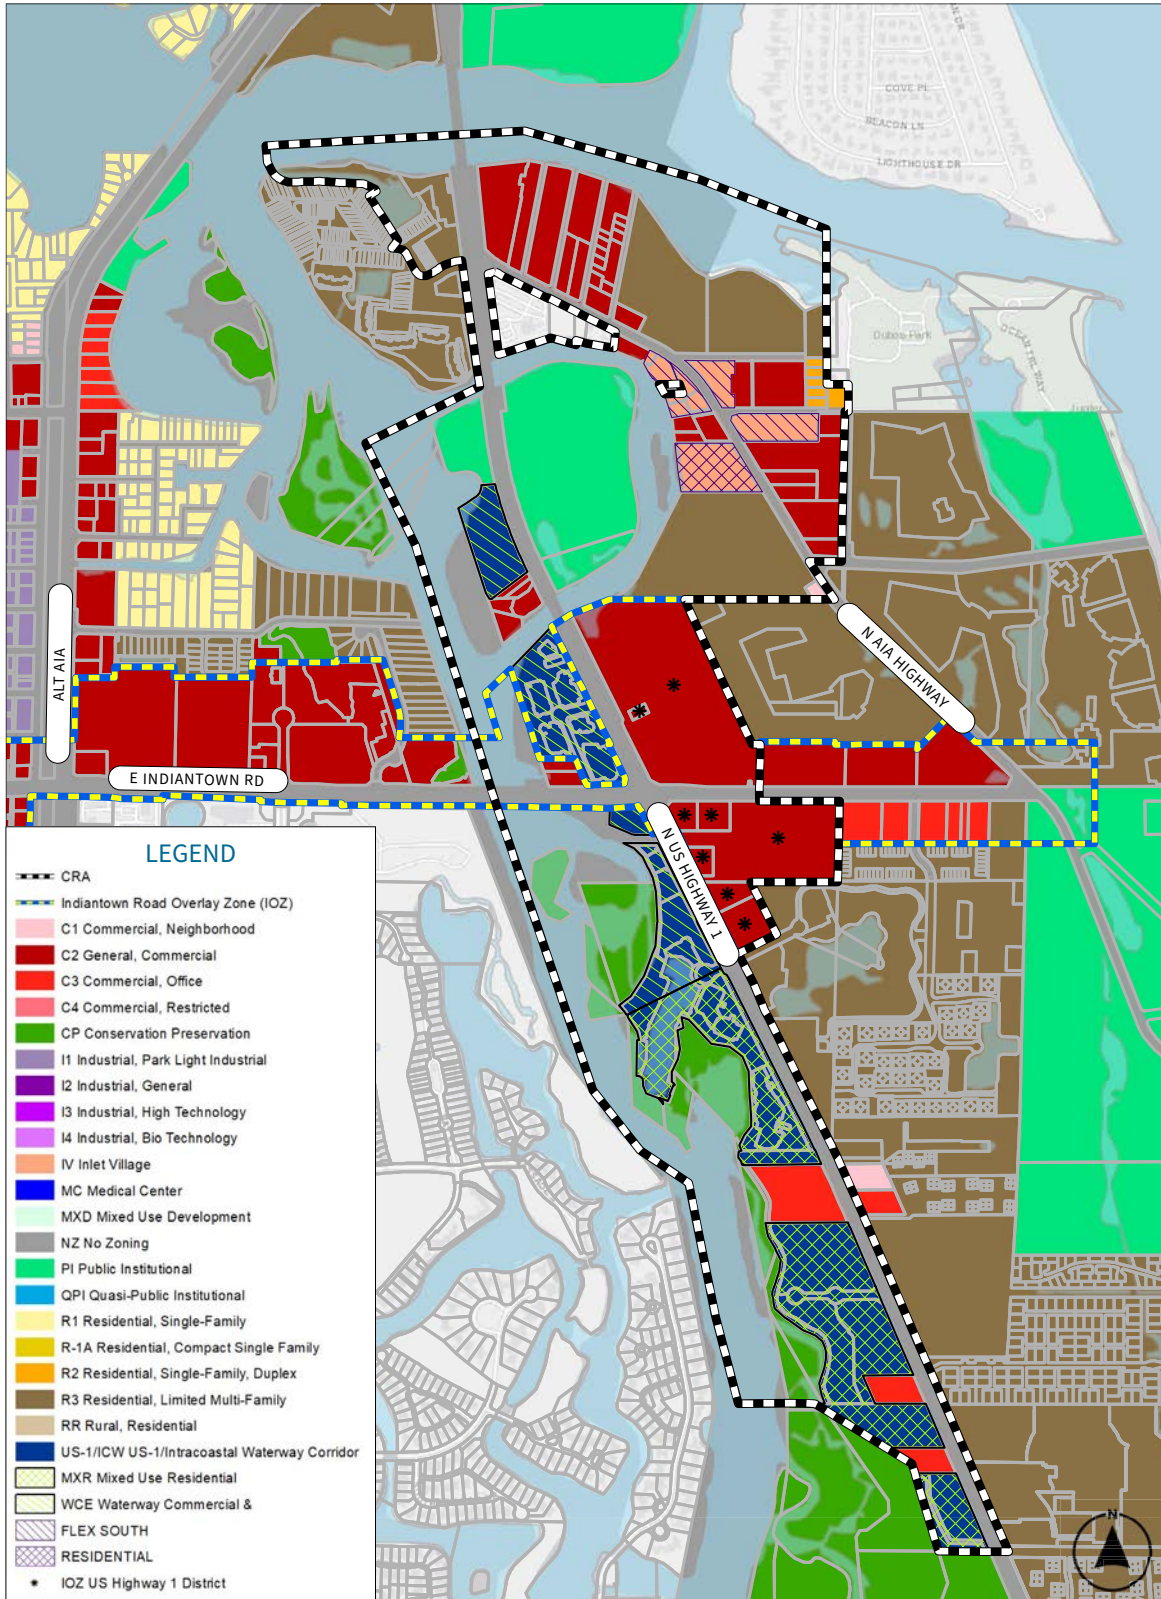 COVE PL
BEACON LN
LIGHTHOUSE DR
Dubois Park
OCEAN TRL WAY
ALT A1A
E INDIANTOWN RD
N A1A HIGHWAY
N US HIGHWAY 1
LEGEND
CRA
Indiantown Road Overlay Zone (IOZ)
C1 Commercial, Neighborhood
C2 General, Commercial
C3 Commercial, Office
C4 Commercial, Restricted
CP Conservation Preservation
I1 Industrial, Park Light Industrial
I2 Industrial, General
I3 Industrial, High Technology
I4 Industrial, Bio Technology
IV Inlet Village
MC Medical Center
MXD Mixed Use Development
NZ No Zoning
PI Public Institutional
QPI Quasi-Public Institutional
R1 Residential, Single-Family
R-1A Residential, Compact Single Family
R2 Residential, Single-Family, Duplex
R3 Residential, Limited Multi-Family
RR Rural, Residential
US-1/ICW US-1/Intracoastal Waterway Corridor
MXR Mixed Use Residential
WCE Waterway Commercial &
FLEX SOUTH
RESIDENTIAL
IOZ US Highway 1 District
N